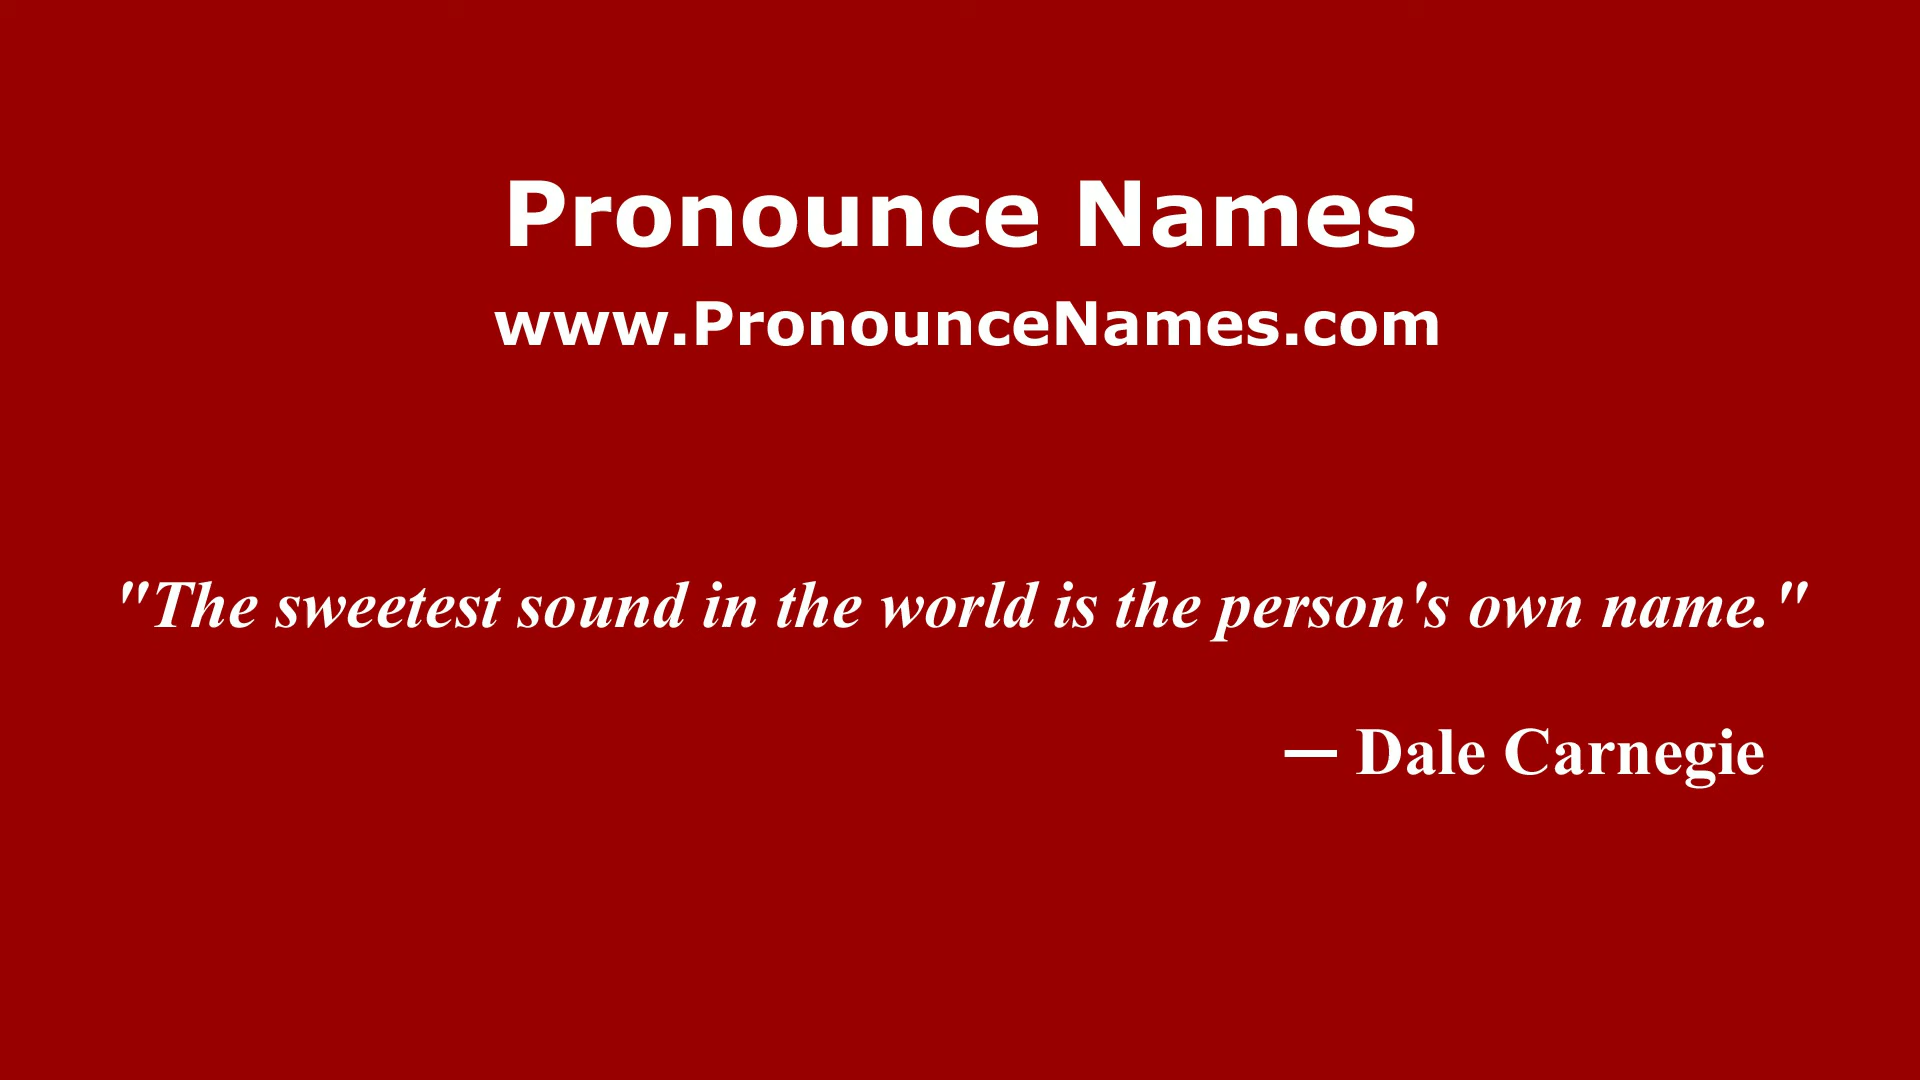 Pronounce Names
www.PronounceNames.com
"The sweetest sound in the world is the person's own name."
— Dale Carnegie